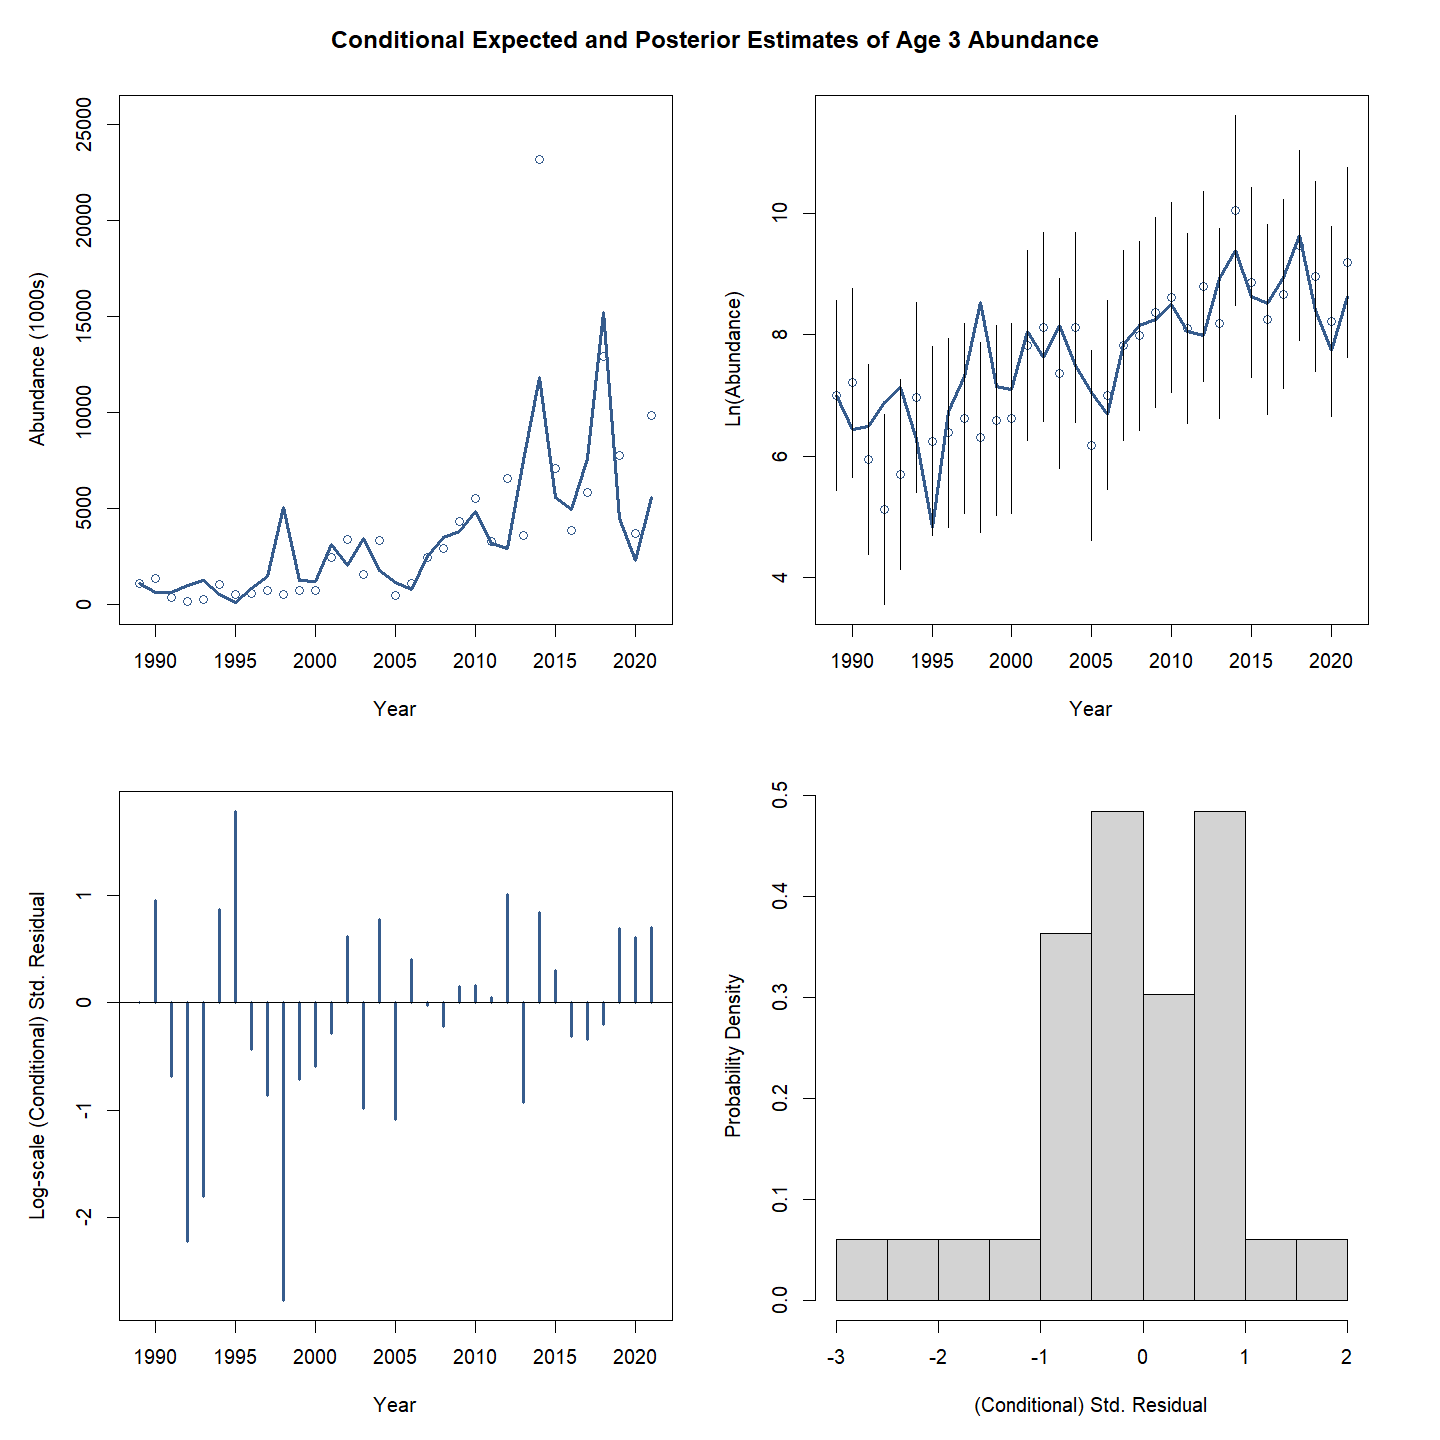 Conditional Expected and Posterior Estimates of Age 3 Abundance
Abundance (1000s)
25000
20000
15000
10000
5000
0
1990 1995 2000 2005 2010 2015 2020
Year
Ln(Abundance)
10
8
6
4
1990 1995 2000 2005 2010 2015 2020
Year
Log-scale (Conditional) Std. Residual
1
0
-1
-2
1990 1995 2000 2005 2010 2015 2020
Year
Probability Density
0.5
0.4
0.3
0.2
0.1
0.0
-3 -2 -1 0 1 2
(Conditional) Std. Residual